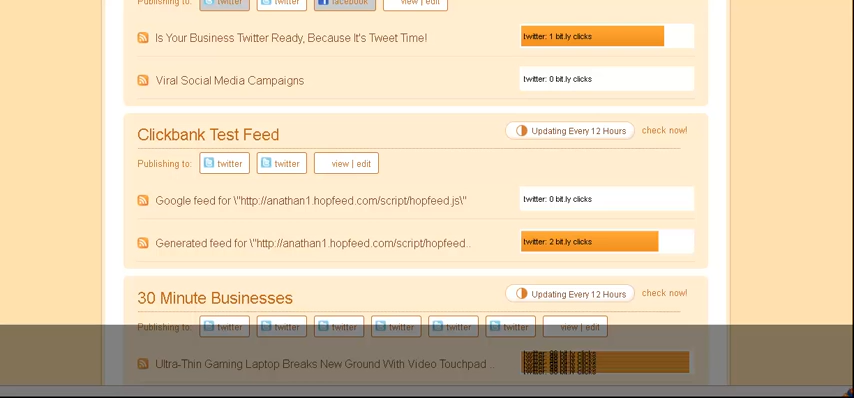 Publishing to: twitter twitter facebook view | edit
Is Your Business Twitter Ready, Because It's Tweet Time! twitter: 1 bit.ly clicks
Viral Social Media Campaigns twitter: 0 bit.ly clicks
Clickbank Test Feed Updating Every 12 Hours check now!
Publishing to: twitter twitter view | edit
Google feed for \"http://anathan1.hopfeed.com/script/hopfeed.js\" twitter: 0 bit.ly clicks
Generated feed for \"http://anathan1.hopfeed.com/script/hopfeed.. twitter: 2 bit.ly clicks
30 Minute Businesses Updating Every 12 Hours check now!
Publishing to: twitter twitter twitter twitter twitter twitter view | edit
Ultra-Thin Gaming Laptop Breaks New Ground With Video Touchpad .. bit.ly clicks